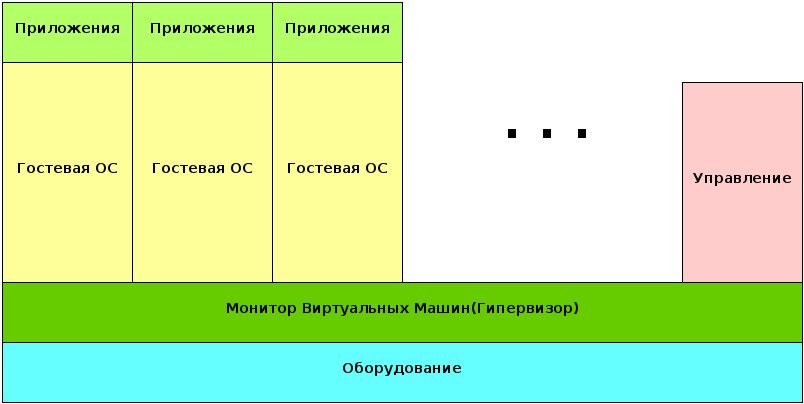 Приложения Приложения Приложения
Гостевая ОС Гостевая ОС Гостевая ОС
Управление
Монитор Виртуальных Машин(Гипервизор)
Оборудование